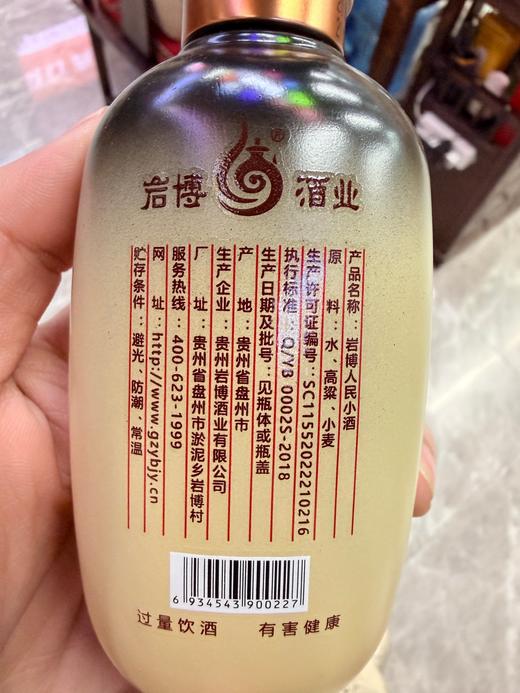 岩博 酒业
产品名称：岩博人民小酒
原料：水、高粱、小麦
生产许可证编号：SC11552022210216
执行标准：Q/YB 0002S-2018
生产日期及批号：见瓶体或瓶盖
产地：贵州省盘州市
生产企业：贵州岩博酒业有限公司
厂址：贵州省盘州市淤泥乡岩博村
服务热线：400-623-1999
网址：http://www.gzybjy.cn
贮存条件：避光、防潮、常温
6 934543 900227
过量饮酒 有害健康